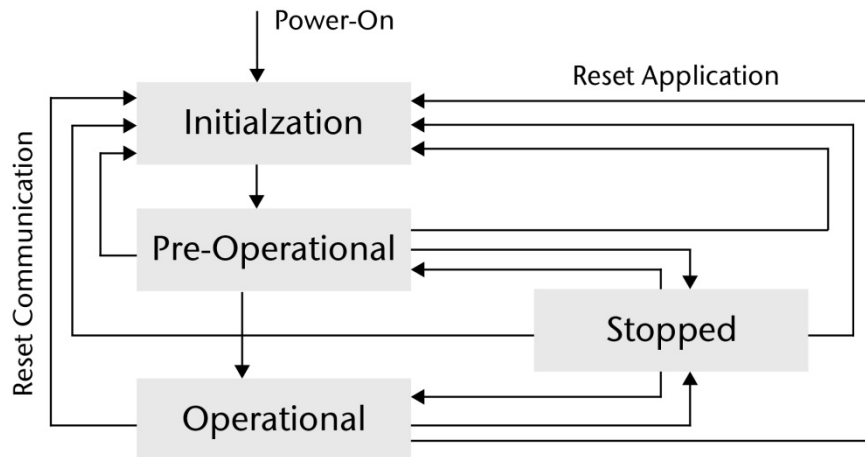 Power-On
Reset Application
Initialzation
Pre-Operational
Reset Communication
Stopped
Operational